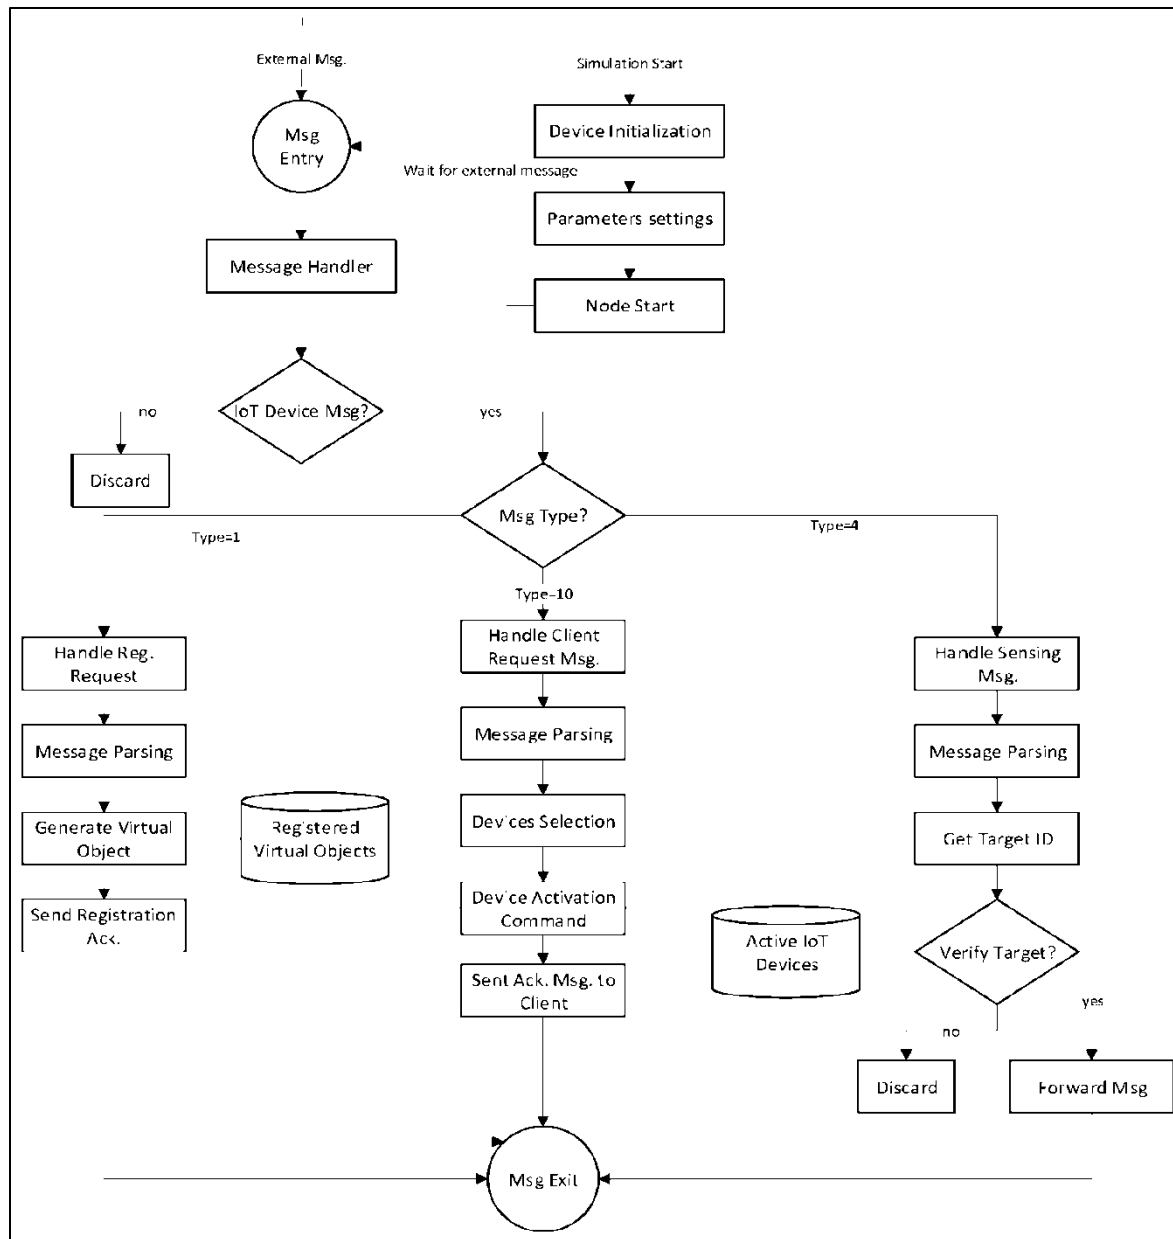 External Msg.
Simulation Start
Msg
Entry
Device Initialization
Wait for external message
Parameters settings
Message Handler
Node Start
IoT Device Msg?
no
yes
Discard
Msg Type?
Type=1
Type=4
Type=10
Handle Reg.
Request
Handle Client
Request Msg.
Handle Sensing
Msg.
Message Parsing
Message Parsing
Message Parsing
Generate Virtual
Object
Registered
Virtual Objects
Devices Selection
Get Target ID
Send Registration
Ack.
Device Activation
Command
Active IoT
Devices
Verify Target?
Sent Ack. Msg. to
Client
no
yes
Discard
Forward Msg
Msg Exit